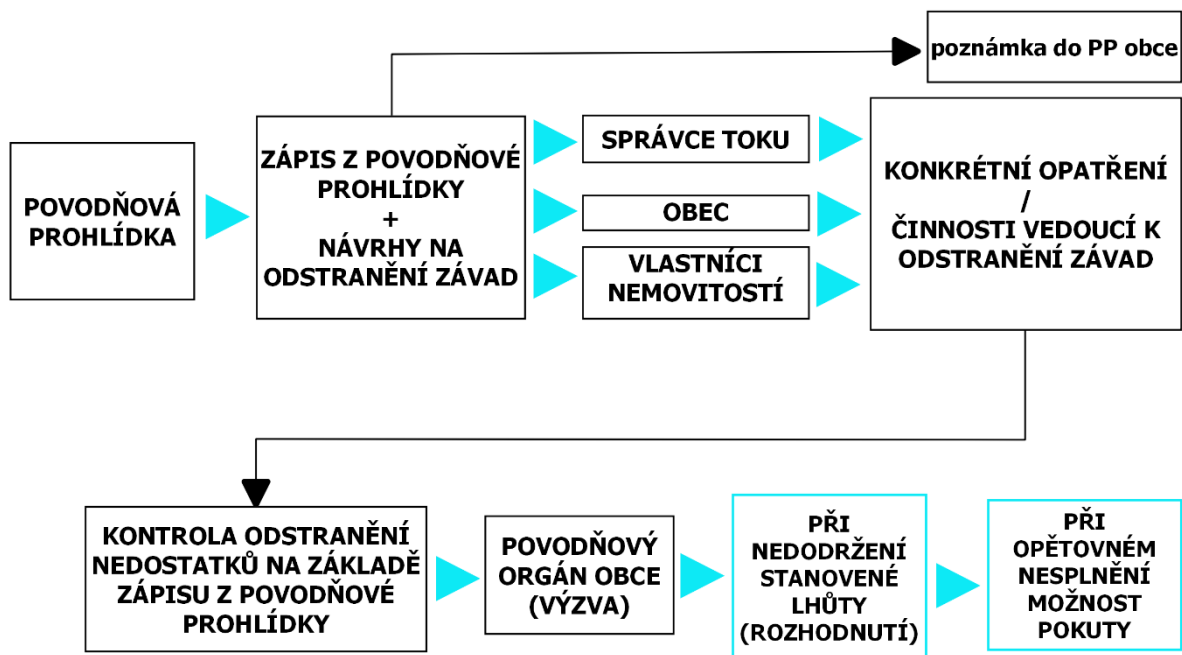 poznámka do PP obce
POVODŇOVÁ
PROHLÍDKA
ZÁPIS Z POVODŇOVÉ
PROHLÍDKY
+
NÁVRHY NA
ODSTRANĚNÍ ZÁVAD
SPRÁVCE TOKU
OBEC
VLASTNÍCI
NEMOVITOSTÍ
KONKRÉTNÍ OPATŘENÍ
/
ČINNOSTI VEDOUCÍ K
ODSTRANĚNÍ ZÁVAD
KONTROLA ODSTRANĚNÍ
NEDOSTATKŮ NA ZÁKLADĚ
ZÁPISU Z POVODŇOVÉ
PROHLÍDKY
POVODŇOVÝ
ORGÁN OBCE
(VÝZVA)
PŘI
NEDODRŽENÍ
STANOVENÉ
LHŮTY
(ROZHODNUTÍ)
PŘI
OPĚTOVNÉM
NESPLNĚNÍ
MOŽNOST
POKUTY